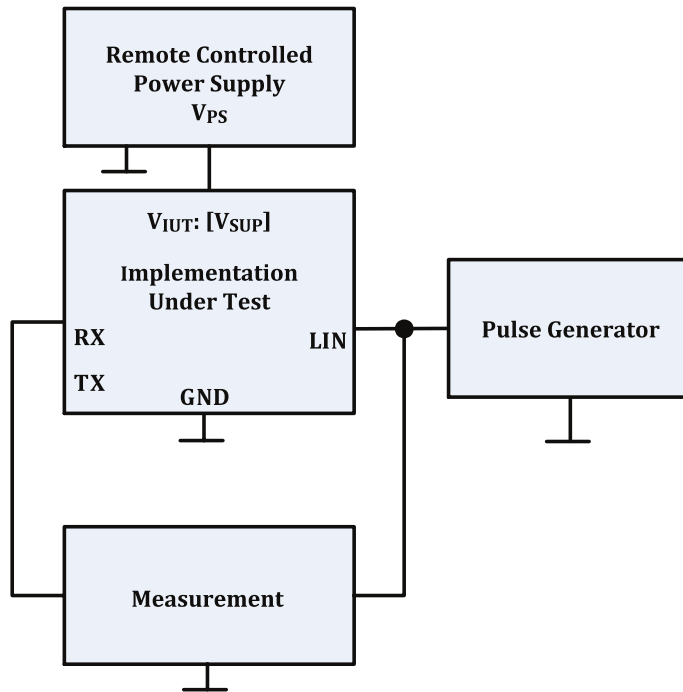 Remote Controlled
Power Supply
VPS
VIUT: [VSUP]
Implementation
Under Test
RX
LIN
TX
GND
Pulse Generator
Measurement